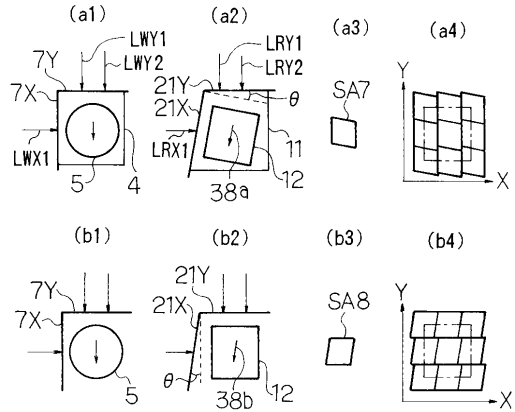 (a1) (a2) (a3) (a4)
LWY1 LRY1
7Y LWY2 21Y LRY2
7X 21X θ SA7 Y
LWX1 LRX1 11
5 4 38a 12 X
(b1) (b2) (b3) (b4)
7Y 21Y
7X 21X SA8 Y
θ
5 38b 12 X